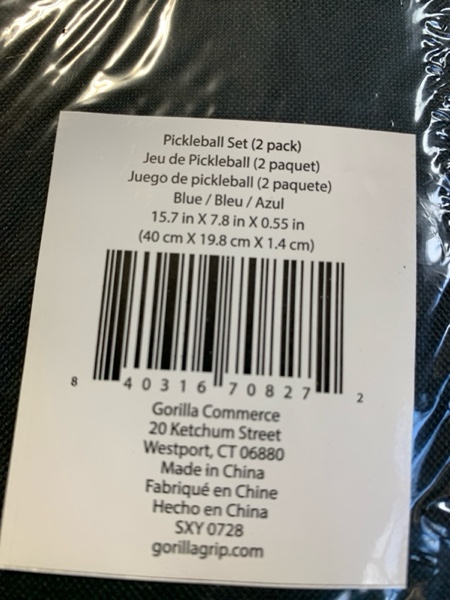 Pickleball Set (2 pack)
Jeu de Pickleball (2 paquet)
Juego de pickleball (2 paquete)
Blue / Bleu / Azul
15.7 in X 7.8 in X 0.55 in
(40 cm X 19.8 cm X 1.4 cm)
8 40316 70827 2
Gorilla Commerce
20 Ketchum Street
Westport, CT 06880
Made in China
Fabriqué en Chine
Hecho en China
SXY 0728
gorillagrip.com